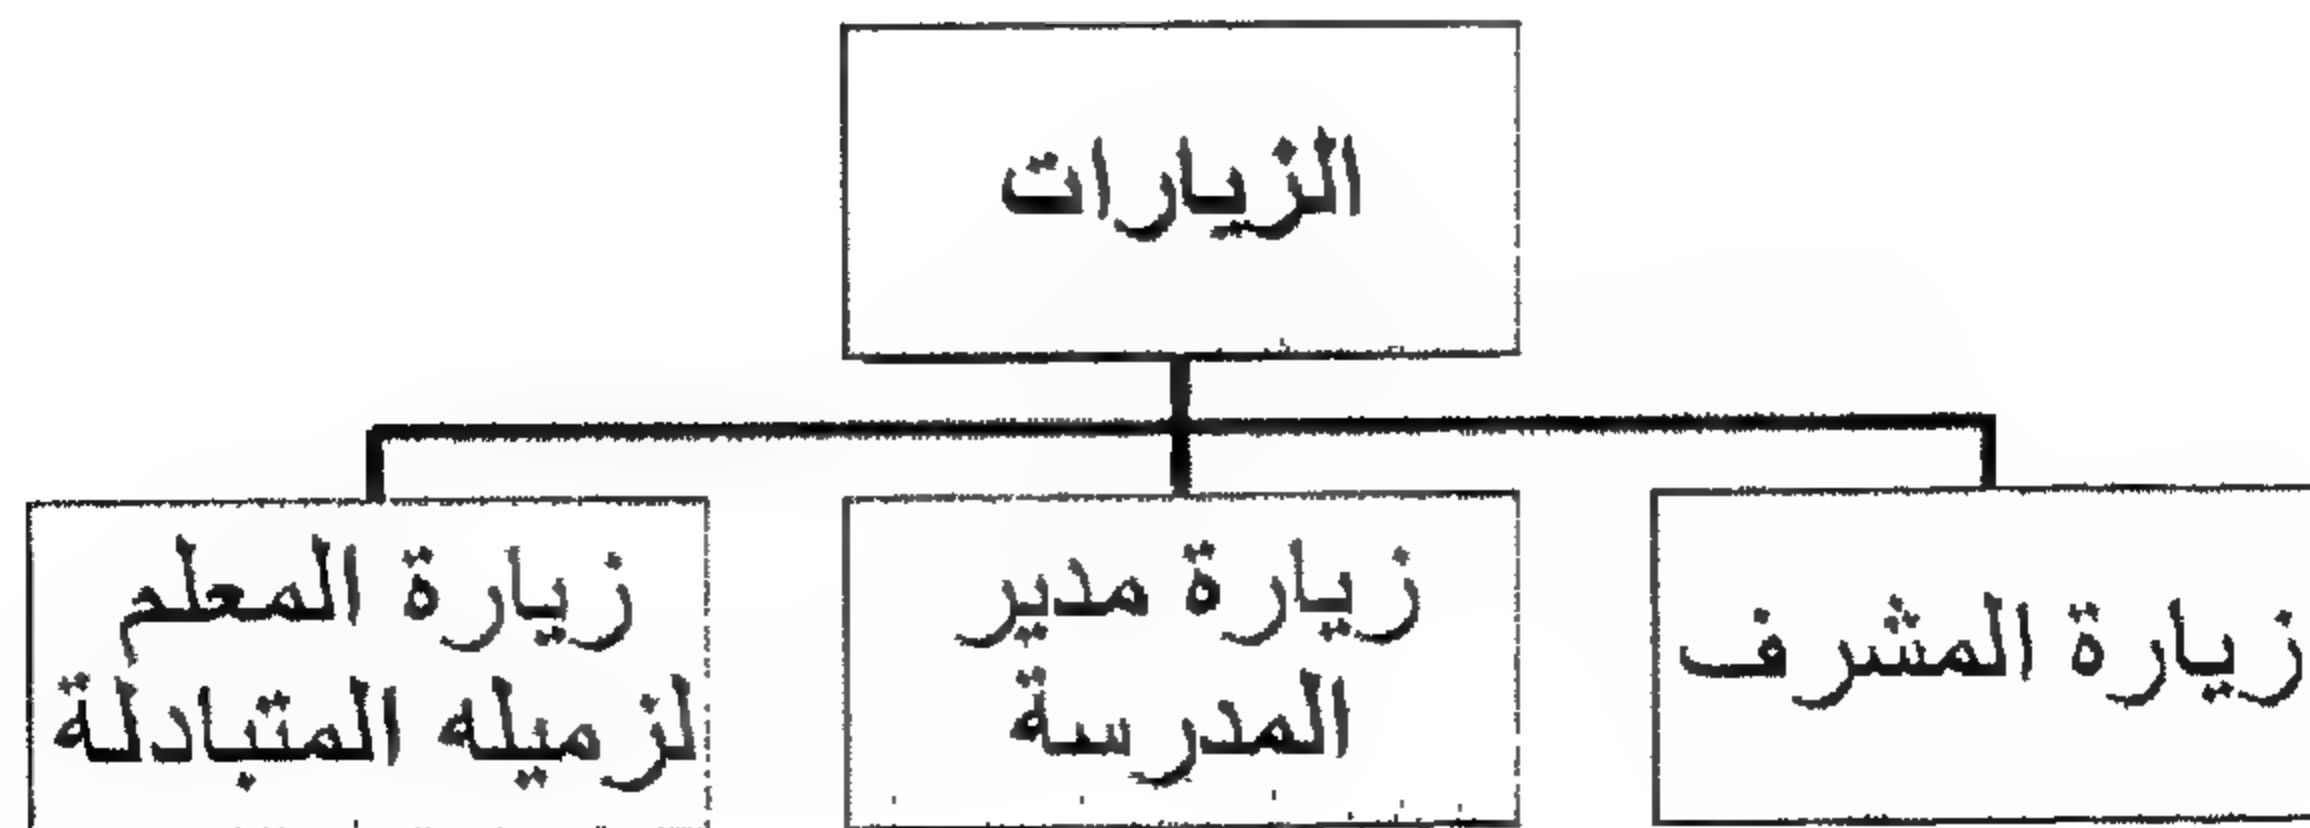 الزيارات
زيارة المشرف
زيارة مدير
المدرسة
زيارة المعلم
لزميله المتبادلة